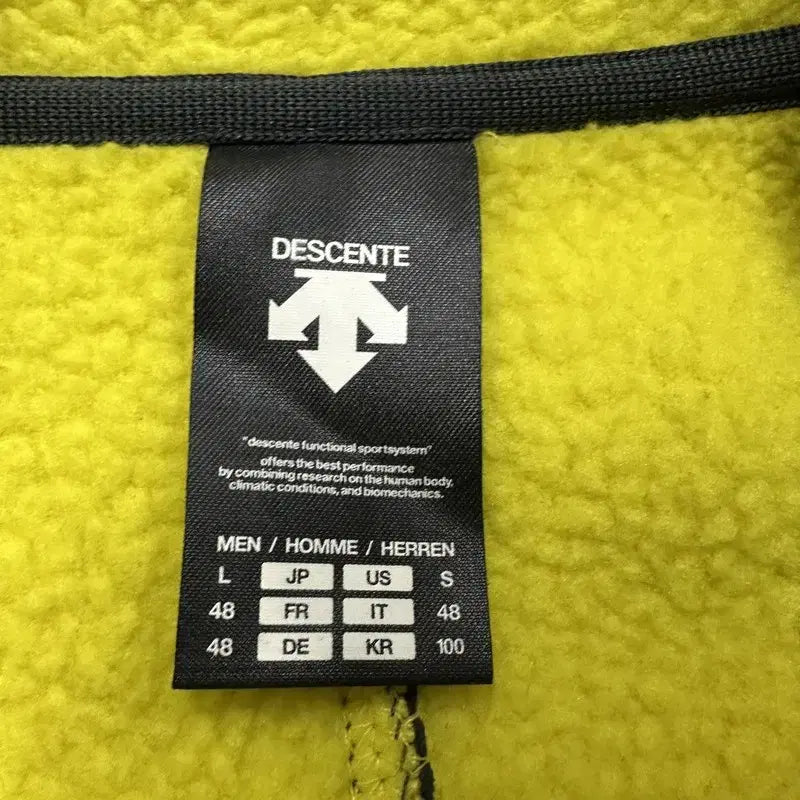 DESCENTE
"descente functional sportsystem"
offers the best performance
by combining research on the human body,
climatic conditions, and biomechanics.
MEN / HOMME / HERREN
L JP US S
48 FR IT 48
48 DE KR 100